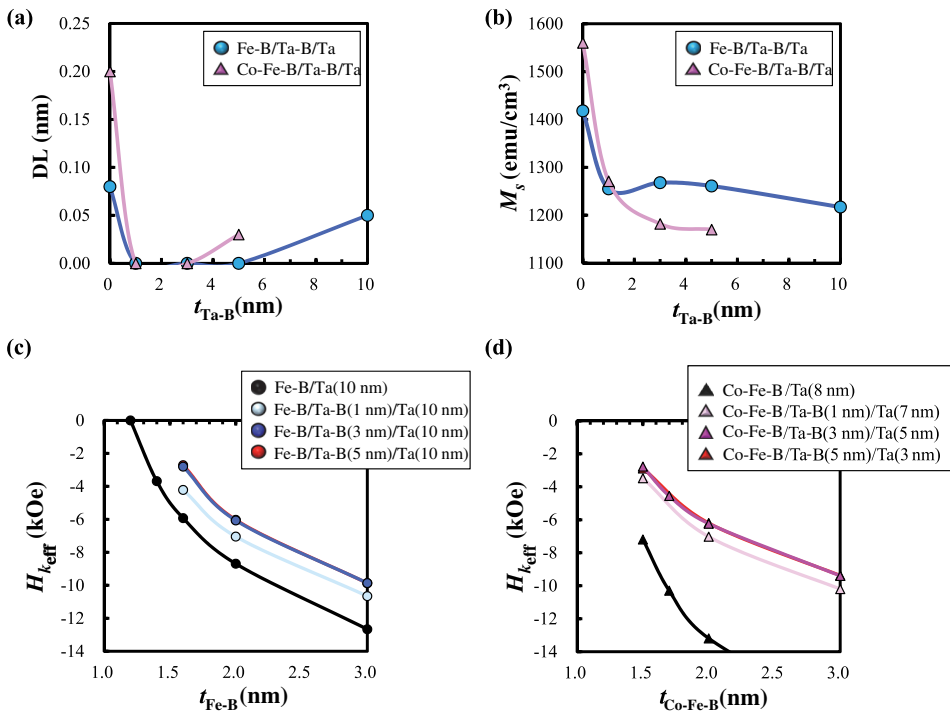 (a)
Fe-B/Ta-B/Ta
Co-Fe-B/Ta-B/Ta
DL (nm)
0.25
0.20
0.15
0.10
0.05
0.00
0 2 4 6 8 10
t_Ta-B(nm)
(b)
Fe-B/Ta-B/Ta
Co-Fe-B/Ta-B/Ta
M_s (emu/cm³)
1600
1500
1400
1300
1200
1100
0 2 4 6 8 10
t_Ta-B(nm)
(c)
Fe-B/Ta(10 nm)
Fe-B/Ta-B(1 nm)/Ta(10 nm)
Fe-B/Ta-B(3 nm)/Ta(10 nm)
Fe-B/Ta-B(5 nm)/Ta(10 nm)
H_keff (kOe)
0
-2
-4
-6
-8
-10
-12
-14
1.0 1.5 2.0 2.5 3.0
t_Fe-B(nm)
(d)
Co-Fe-B/Ta(8 nm)
Co-Fe-B/Ta-B(1 nm)/Ta(7 nm)
Co-Fe-B/Ta-B(3 nm)/Ta(5 nm)
Co-Fe-B/Ta-B(5 nm)/Ta(3 nm)
H_keff (kOe)
0
-2
-4
-6
-8
-10
-12
-14
1.0 1.5 2.0 2.5 3.0
t_Co-Fe-B(nm)